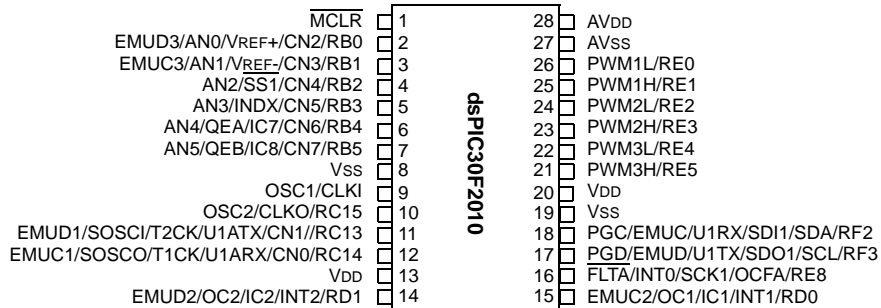 MCLR 1 28 AVDD
EMUD3/AN0/VREF+/CN2/RB0 2 27 AVSS
EMUC3/AN1/VREF-/CN3/RB1 3 26 PWM1L/RE0
AN2/SS1/CN4/RB2 4 25 PWM1H/RE1
AN3/INDX/CN5/RB3 5 24 PWM2L/RE2
AN4/QEA/IC7/CN6/RB4 6 23 PWM2H/RE3
AN5/QEB/IC8/CN7/RB5 7 22 PWM3L/RE4
VSS 8 21 PWM3H/RE5
OSC1/CLKI 9 20 VDD
OSC2/CLKO/RC15 10 19 VSS
EMUD1/SOSCI/T2CK/U1ATX/CN1//RC13 11 18 PGC/EMUC/U1RX/SDI1/SDA/RF2
EMUC1/SOSCO/T1CK/U1ARX/CN0/RC14 12 17 PGD/EMUD/U1TX/SDO1/SCL/RF3
VDD 13 16 FLTA/INT0/SCK1/OCFA/RE8
EMUD2/OC2/IC2/INT2/RD1 14 15 EMUC2/OC1/IC1/INT1/RD0
dsPIC30F2010